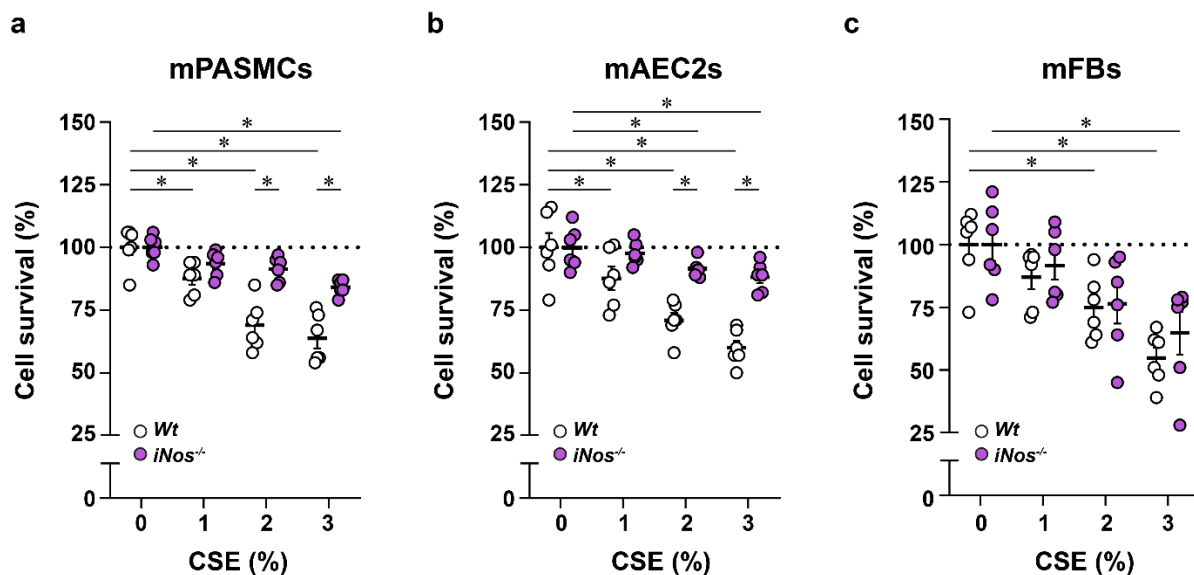 a
mPASMCs
Cell survival (%)
150
125
100
75
50
25
0
*
*
*
*
*
*
Wt
iNos-/-
0 1 2 3
CSE (%)
b
mAEC2s
Cell survival (%)
150
125
100
75
50
25
0
*
*
*
*
*
*
*
Wt
iNos-/-
0 1 2 3
CSE (%)
c
mFBs
Cell survival (%)
150
125
100
75
50
25
0
*
*
*
Wt
iNos-/-
0 1 2 3
CSE (%)